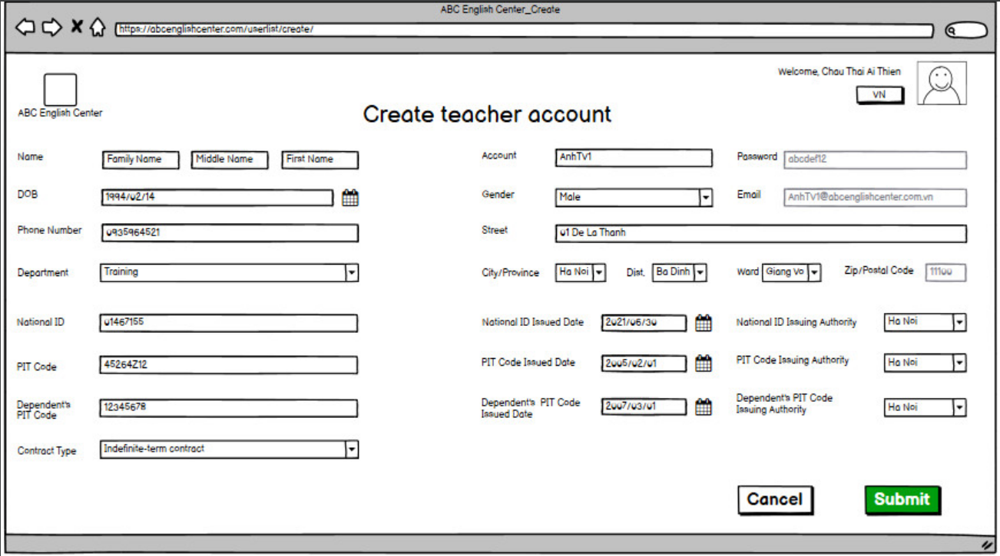 ABC English Center_Create
https://abcenglishcenter.com/userlist/create/
Welcome, Chau Thai Ai Thien
VN
ABC English Center
Create teacher account
Name Family Name Middle Name First Name Account AnhTV1 Password abcdef12
DOB 1994/02/14 Gender Male Email AnhTV1@abcenglishcenter.com.vn
Phone Number 0935964521 Street 01 De La Thanh
Department Training City/Province Ha Noi Dist. Ba Dinh Ward Giang Vo Zip/Postal Code 11100
National ID 01467155 National ID Issued Date 2021/06/30 National ID Issuing Authority Ha Noi
PIT Code 45264Z12 PIT Code Issued Date 2005/02/01 PIT Code Issuing Authority Ha Noi
Dependent's PIT Code 12345678 Dependent's PIT Code Issued Date 2007/03/01 Dependent's PIT Code Issuing Authority Ha Noi
Contract Type Indefinite-term contract
Cancel Submit